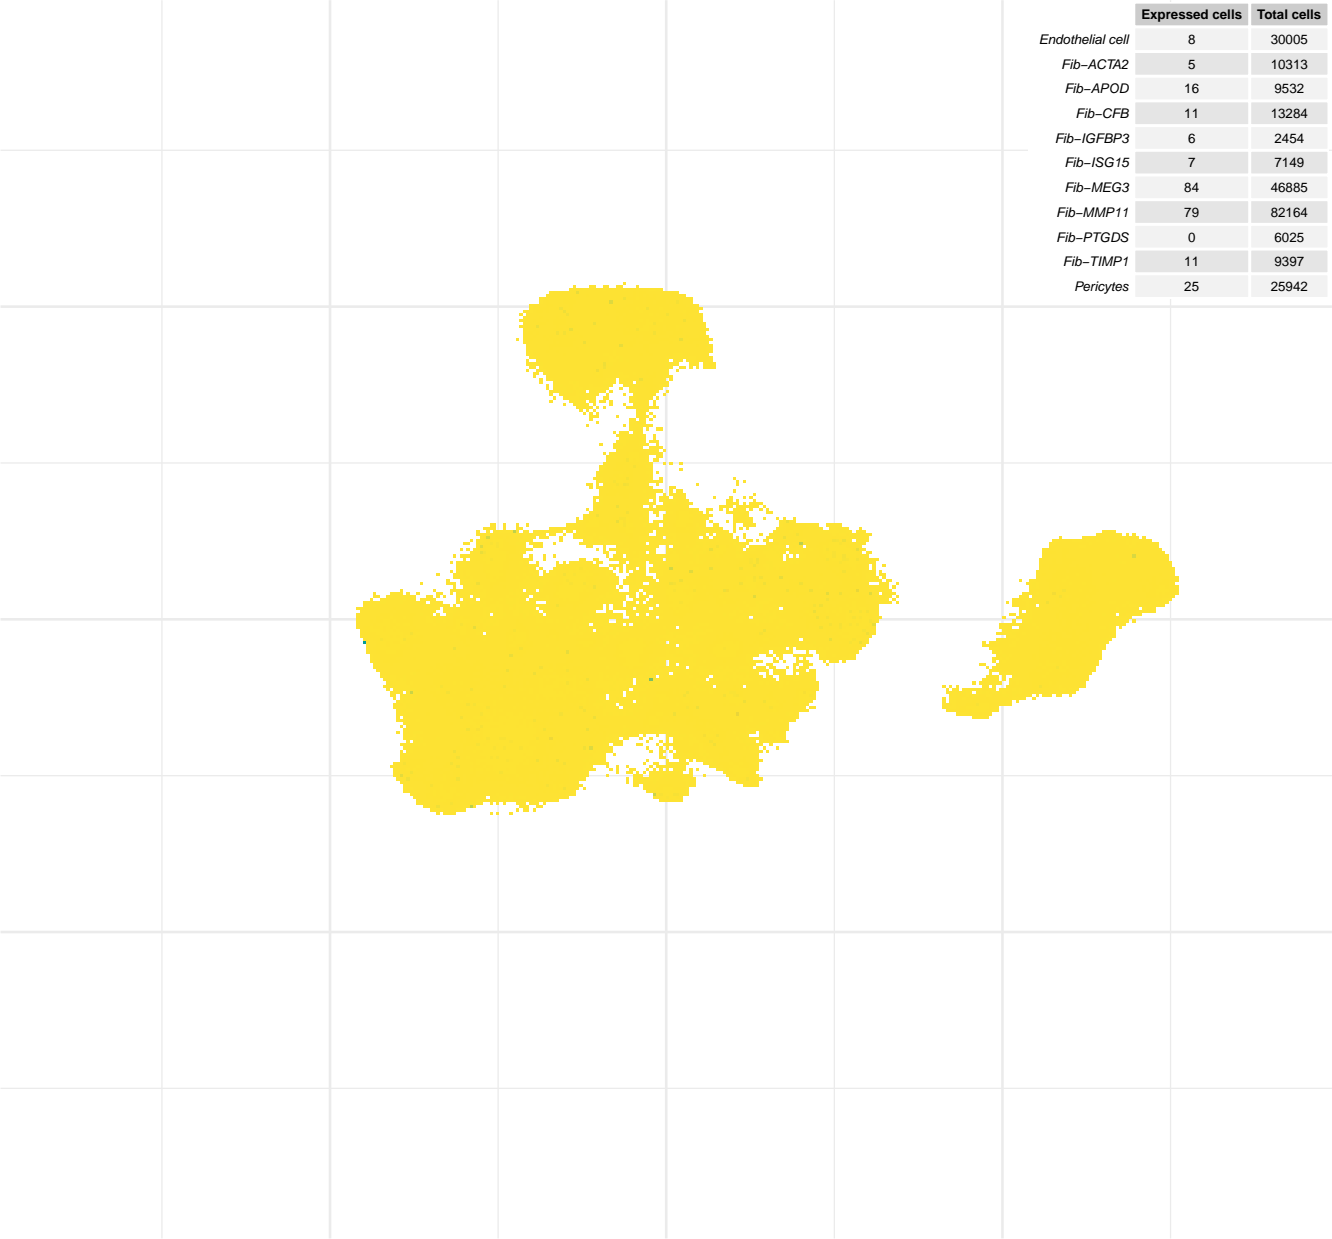 Expressed cells Total cells
Endothelial cell 8 30005
Fib−ACTA2 5 10313
Fib−APOD 16 9532
Fib−CFB 11 13284
Fib−IGFBP3 6 2454
Fib−ISG15 7 7149
Fib−MEG3 84 46885
Fib−MMP11 79 82164
Fib−PTGDS 0 6025
Fib−TIMP1 11 9397
Pericytes 25 25942